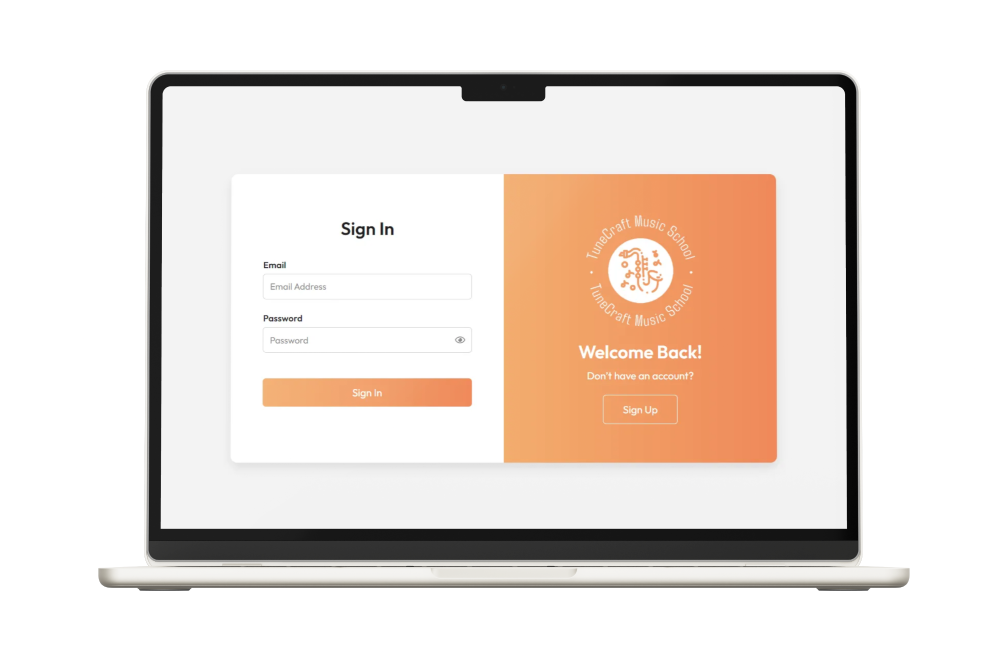 Sign In
Email
Email Address
Password
Password
Sign In
TuneCraft Music School
TuneCraft Music School
Welcome Back!
Don't have an account?
Sign Up